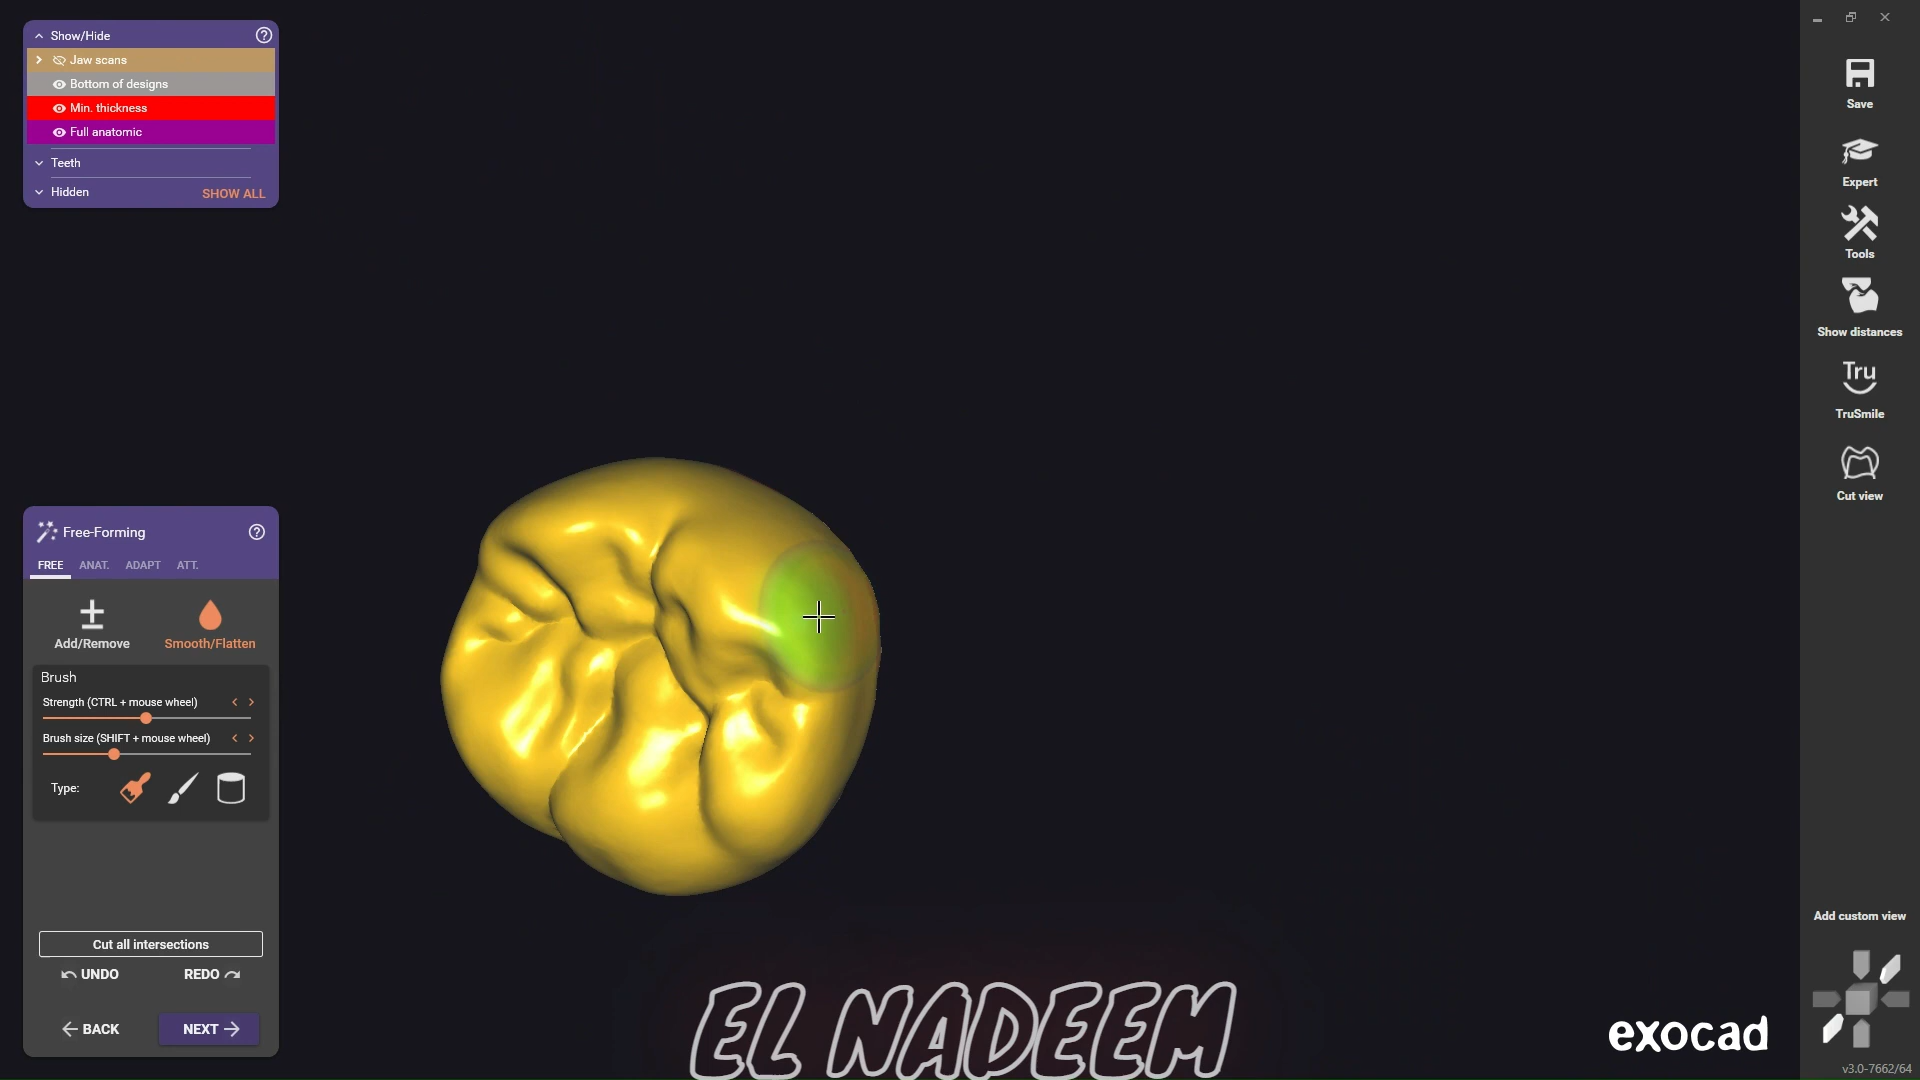 Show/Hide
Jaw scans
Bottom of designs
Min. thickness
Full anatomic
Teeth
Hidden
SHOW ALL
Free-Forming
FREE ANAT. ADAPT ATT.
Add/Remove Smooth/Flatten
Brush
Strength (CTRL + mouse wheel)
Brush size (SHIFT + mouse wheel)
Type:
Cut all intersections
UNDO REDO
BACK NEXT
Save
Expert
Tools
Show distances
Tru
TruSmile
Cut view
Add custom view
EL NADEEM
exocad
v3.0-7662/64